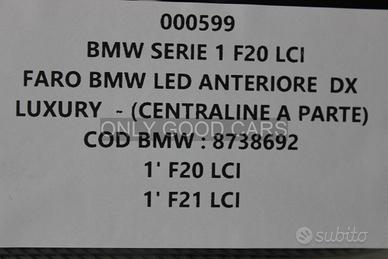 000599
BMW SERIE 1 F20 LCI
FARO BMW LED ANTERIORE DX
LUXURY - (CENTRALINE A PARTE)
ONLY GOOD CARS
COD BMW : 8738692
1' F20 LCI
1' F21 LCI
subito